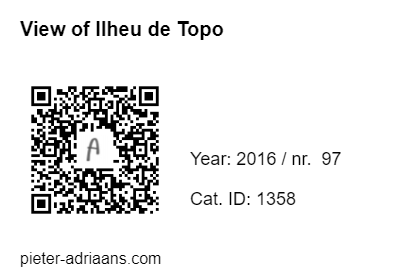 View of Ilheu de Topo
A
Year: 2016 / nr. 97
Cat. ID: 1358
pieter-adriaans.com